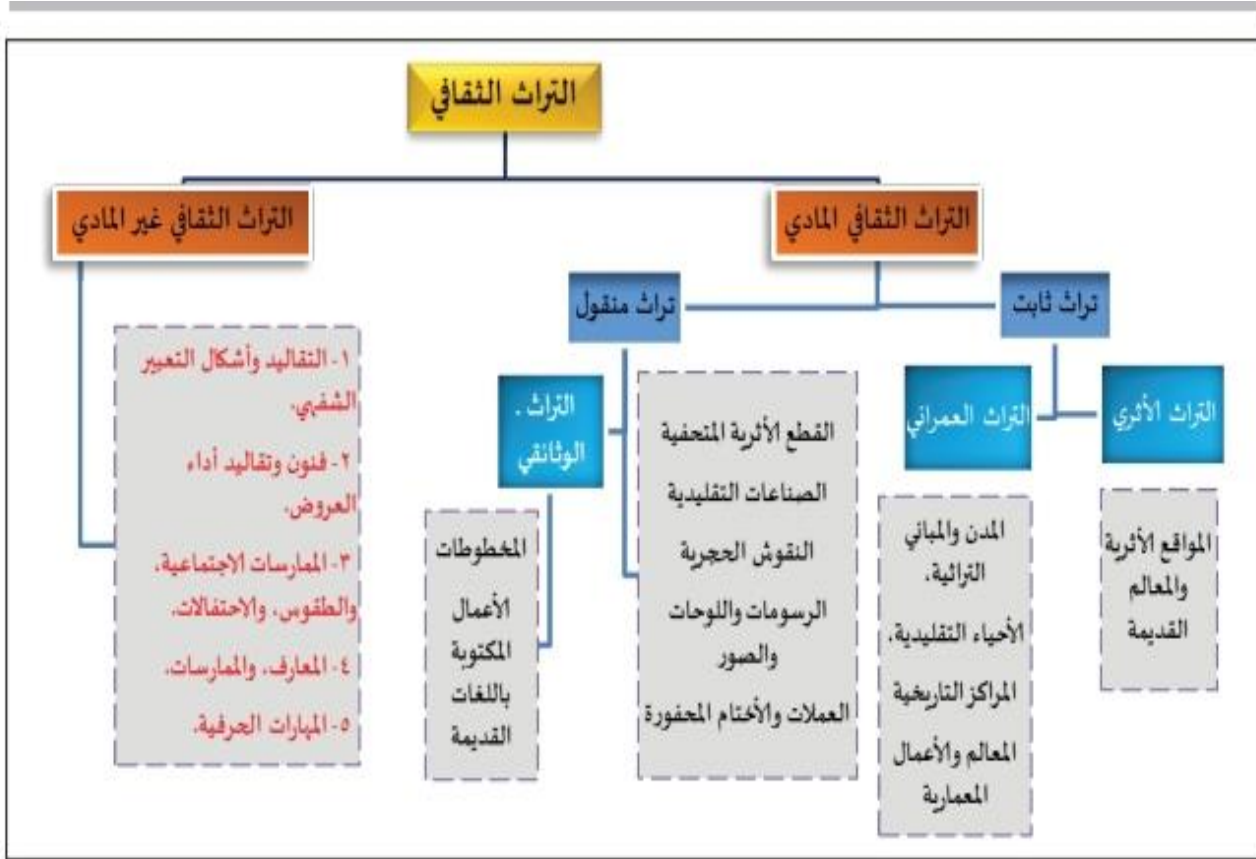 التراث الثقافي
التراث الثقافي المادي
التراث الثقافي غير المادي
تراث ثابت
تراث منقول
التراث الأثري
المواقع الأثرية
والمعالم
القديمة
التراث العمراني
المدن والمباني
التراثية،
الأحياء التقليدية،
المراكز التاريخية
المعالم والأعمال
المعمارية
القطع الأثرية المتحفية
الصناعات التقليدية
النقوش الحجرية
الرسومات واللوحات
والصور
العملات والأختام المحفورة
التراث .
الوثائقي
المخطوطات
الأعمال
المكتوبة
باللغات
القديمة
١- التقاليد وأشكال التعبير
الشفهي.
٢- فنون وتقاليد أداء
العروض.
٣- الممارسات الاجتماعية،
والطقوس، والاحتفالات.
٤- المعارف، والممارسات.
٥- المهارات الحرفية.